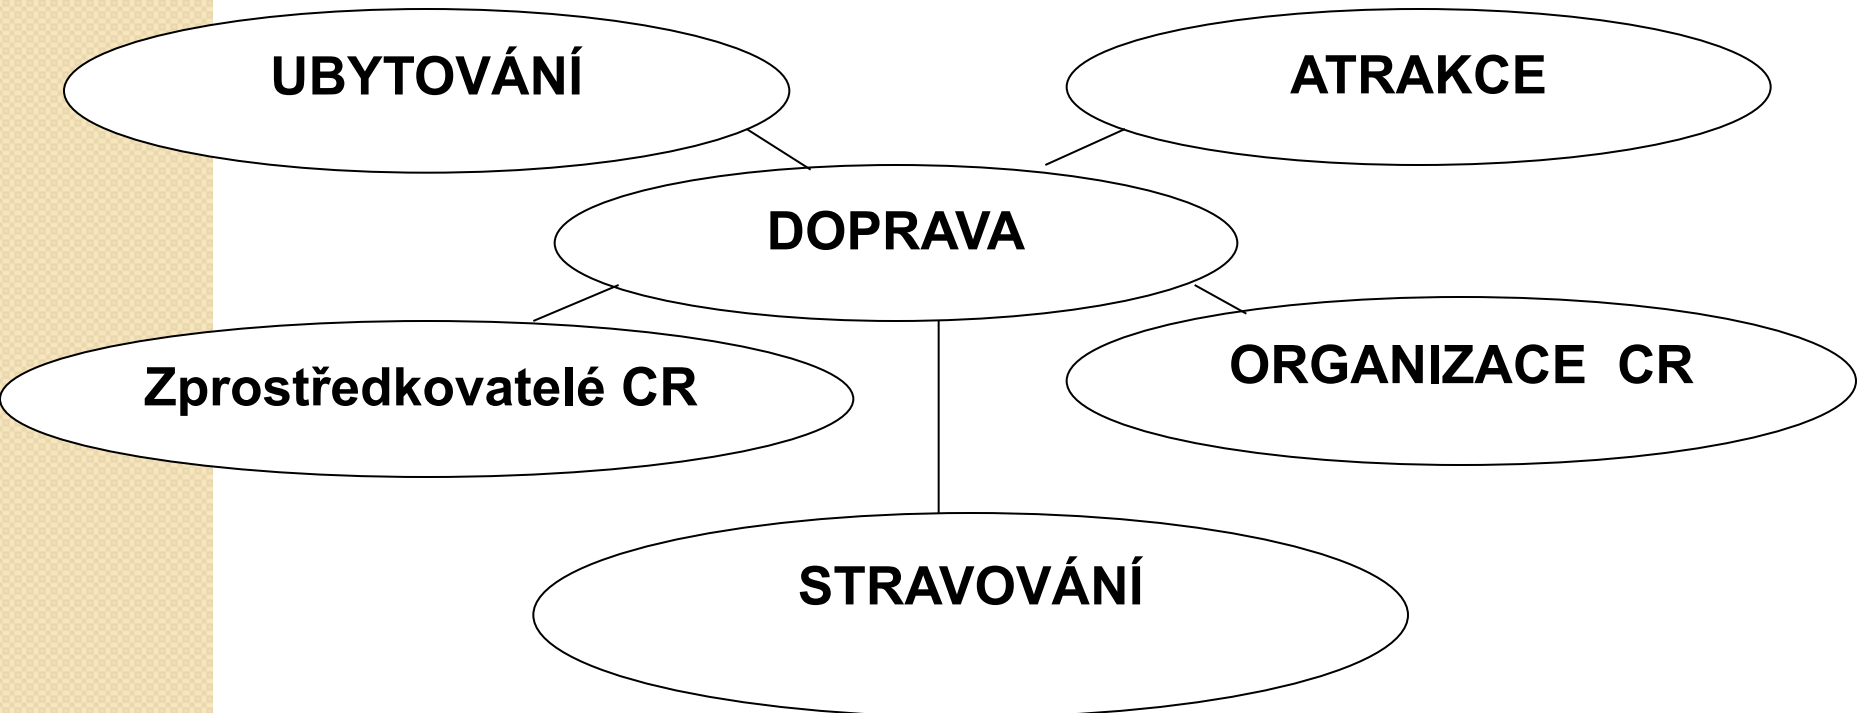 UBYTOVÁNÍ
ATRAKCE
DOPRAVA
Zprostředkovatelé CR
ORGANIZACE  CR
STRAVOVÁNÍ